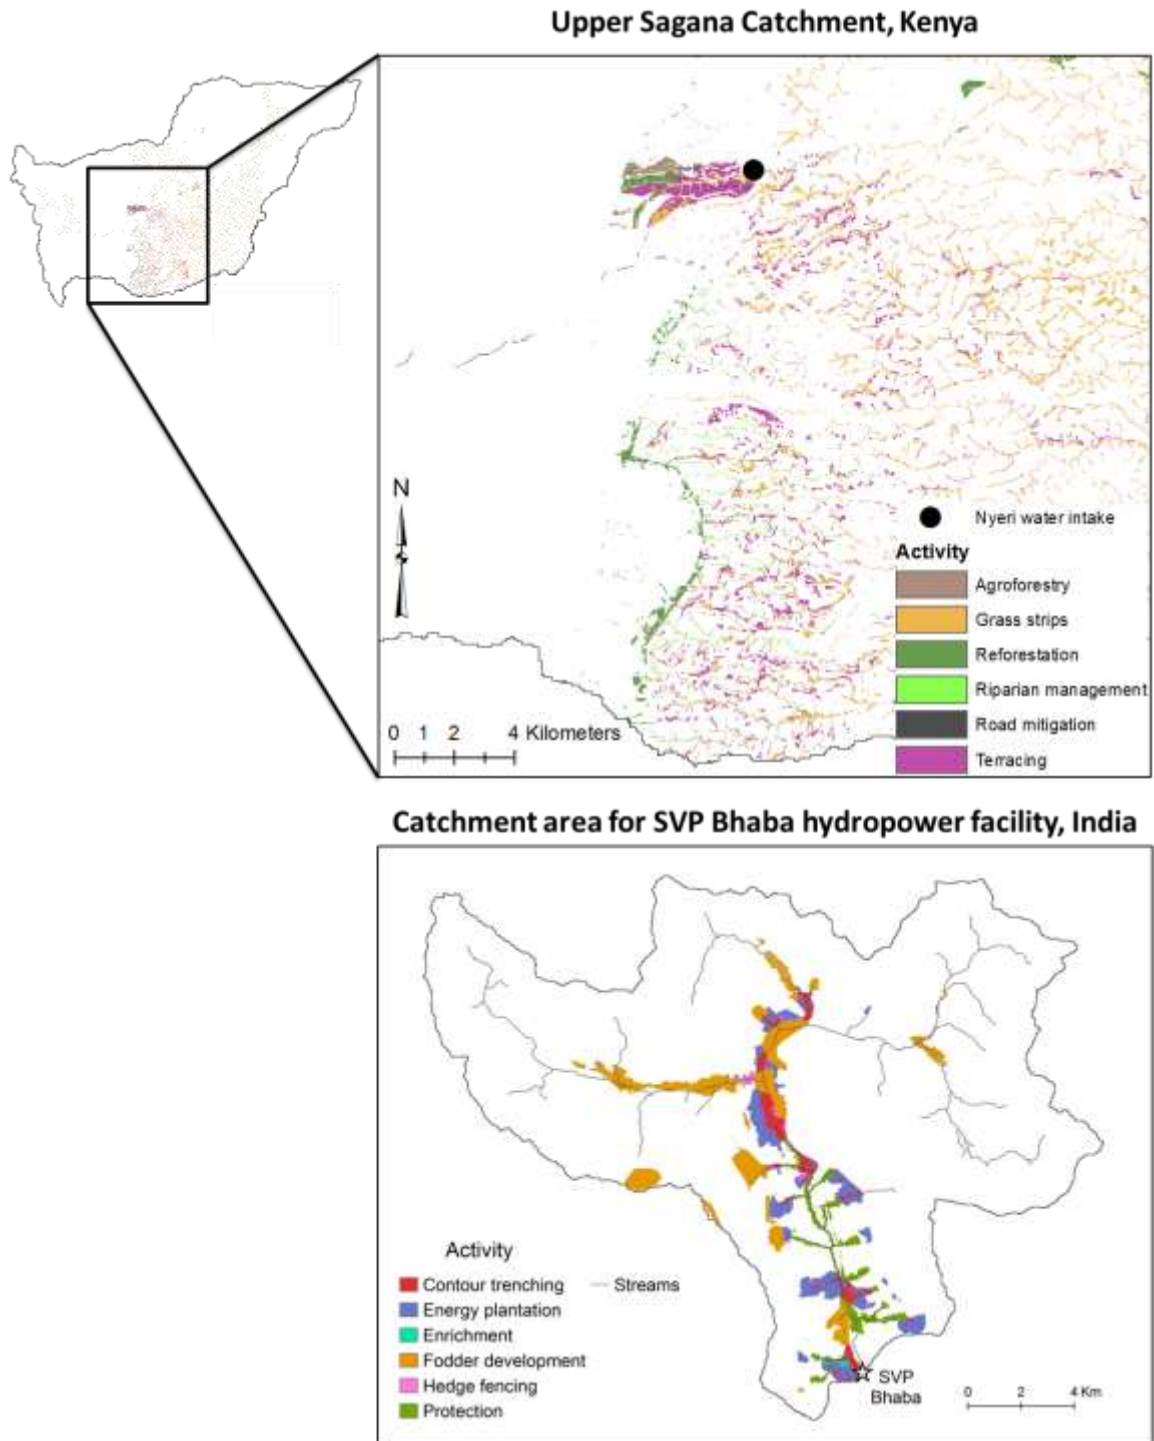 Upper Sagana Catchment, Kenya
N
Nyeri water intake
Activity
Agroforestry
Grass strips
Reforestation
Riparian management
Road mitigation
Terracing
0 1 2 4 Kilometers
Catchment area for SVP Bhaba hydropower facility, India
Activity
Contour trenching
Streams
Energy plantation
Enrichment
Fodder development
Hedge fencing
Protection
SVP
Bhaba
0 2 4 Km